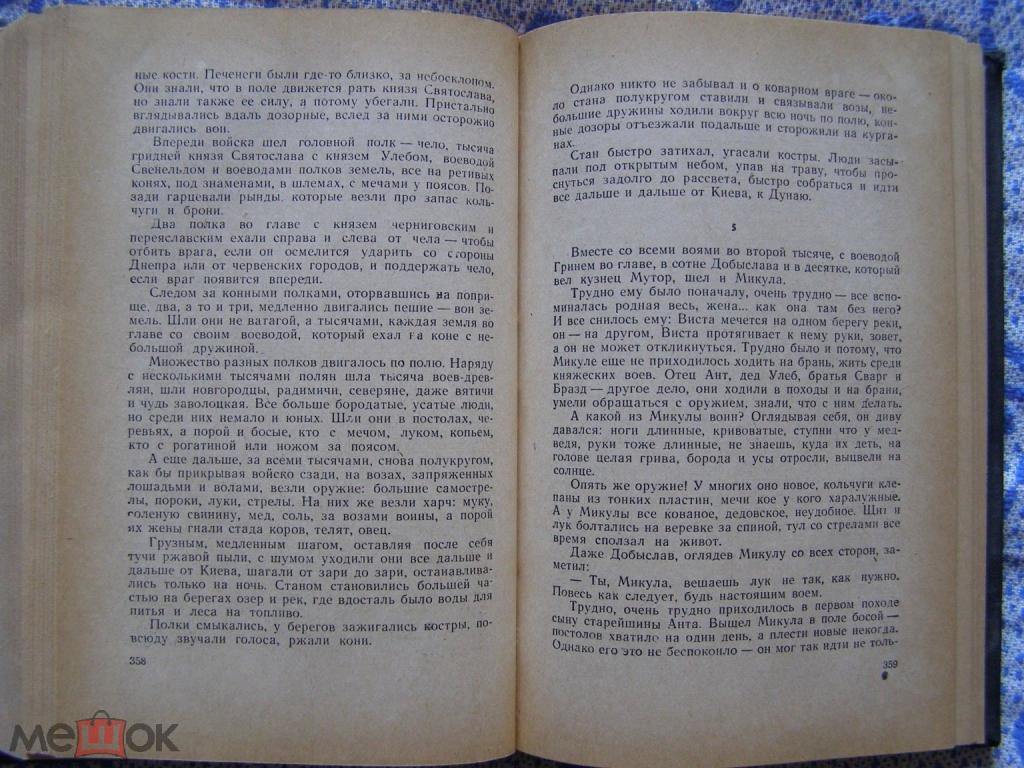 ные кости. Печенеги были где-то близко, за небосклоном.
Они знали, что в поле движется рать князя Святослава,
но знали также ее силу, а потому убегали. Пристально
вглядывались вдаль дозорные, вслед за ними осторожно
двигались вои.
Впереди войска шел головной полк — чело, тысяча
гридней князя Святослава с князем Улебом, воеводой
Свенельдом и воеводами полков земель, все на ретивых
конях, под знаменами, в шлемах, с мечами у поясов. По-
зади гарцевали рынды, которые везли про запас коль-
чуги и брони.
Два полка во главе с князем черниговским и
переяславским ехали справа и слева от чела — чтобы
отбить врага, если он осмелится ударить со стороны
Днепра или от червенских городов, и поддержать чело,
если враг появится впереди.
Следом за конными полками, оторвавшись на поприще,
ще, два, а то и три, медленно двигались пешие — вои зе-
мель. Шли они не ватагой, а тысячами, каждая земля во
главе со своим воеводой, который ехал на коне с не-
большой дружиной.
Множество разных полков двигалось по полю. Наряду
с несколькими тысячами полян шла тысяча воев-древ-
лян, шли новгородцы, радимичи, северяне, даже вятичи
и чудь заволоцкая. Все больше бородатые, усатые люди,
но среди них немало и юных. Шли они в постолах, че-
ревьях, а порой и босые, кто с мечом, луком, копьем,
кто с рогатиной или ножом за поясом.
А еще дальше, за всеми тысячами, снова полукругом,
как бы прикрывая войско сзади, на возах, запряженных
лошадьми и волами, везли оружие: большие самостре-
лы, пороки, луки, стрелы. На них же везли харч: муку,
соленую свинину, мед, соль, за возами воины, а порой
их жены гнали стада коров, телят, овец.
Грузным, медленным шагом, оставляя после себя
тучи ржавой пыли, с шумом уходили они все дальше и
дальше от Киева, шагали от зари до зари, останавлива-
лись только на ночь. Станом становились большей ча-
стью на берегах озер и рек, где вдосталь было воды для
питья и леса на топливо.
Полки смыкались, у берегов зажигались костры, по-
всюду звучали голоса, ржали кони.
358
Однако никто не забывал и о коварном враге — око-
ло стана полукругом ставили и связывали возы, не-
большие дружины ходили вокруг всю ночь по полю, кон-
ные дозоры отъезжали подальше и сторожили на курга-
нах.
Стан быстро затихал, угасали костры. Люди засы-
пали под открытым небом, упав на траву, чтобы про-
снуться задолго до рассвета, быстро собраться и идти
все дальше и дальше от Киева, к Дунаю.
5
Вместе со всеми воями во второй тысяче, с воеводой
Гринем во главе, в сотне Добыслава и в десятке, который
вел кузнец Мутор, шел и Микула.
Трудно ему было поначалу, очень трудно — все вспо-
миналась родная весь, жена... как она там без него?
И все снилось ему: Виста мечется на одном берегу реки,
он — на другом, Виста протягивает к нему руки, зовет,
а он не может откликнуться. Трудно было и потому, что
Микуле еще не приходилось ходить на брань, жить среди
княжеских воев. Отец Ант, дед Улеб, братья Сварг и
Бразд — другое дело, они ходили в походы и на брани,
умели обращаться с оружием, знали, что с ним делать.
А какой из Микулы воин? Оглядывая себя, он диву
давался: ноги длинные, кривоватые, ступни что у мед-
ведя, руки тоже длинные, не знаешь, куда их деть, на
голове целая грива, борода и усы отросли, выцвели на
солнце.
Опять же оружие! У многих оно новое, кольчуги кле-
паны из тонких пластин, мечи кое у кого харалужные.
А у Микулы все кованое, дедовское, неудобное. Щит и
лук болтались на веревке за спиной, тул со стрелами все
время сползал на живот.
Даже Добыслав, оглядев Микулу со всех сторон, за-
метил:
— Ты, Микула, вешаешь лук не так, как нужно.
Повесь как следует, будь настоящим воем.
Трудно, очень трудно приходилось в первом походе
сыну старейшины Анта. Вышел Микула в поле босой —
постолов хватило на один день, а плести новые некогда.
Однако его это не беспокоило — он мог так идти не толь-
359
мешок